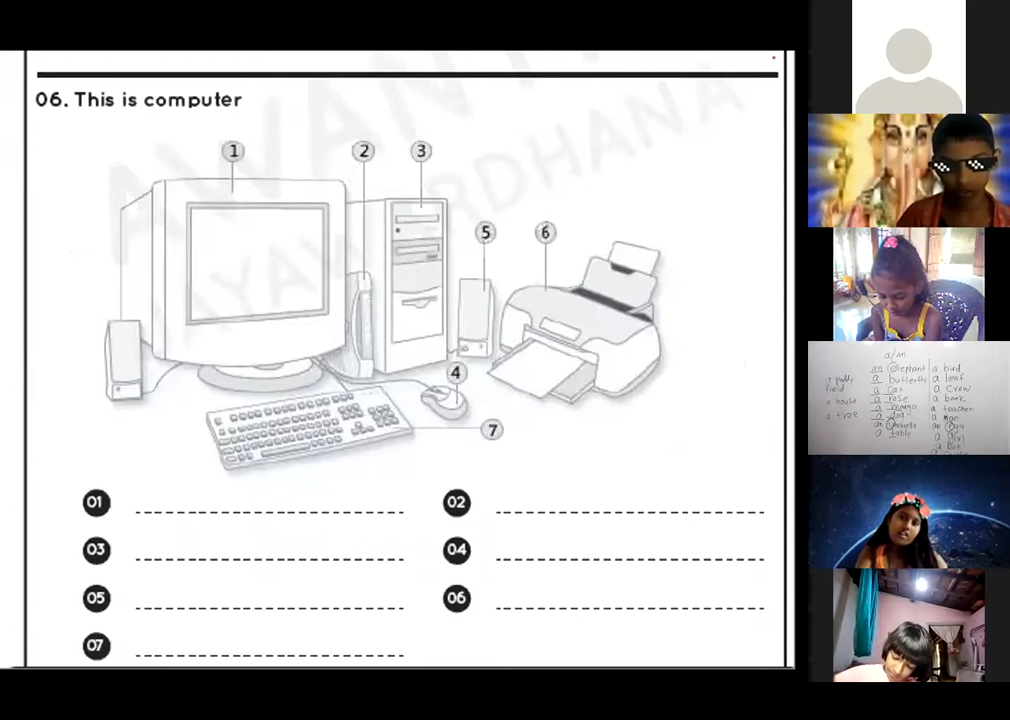 AWANTHI
JAYAWARDHANA
06. This is computer
1
2
3
5
6
4
7
01 02
03 04
05 06
07
a/an
an elephant
a butterfly
a cat
a rose
a mango
a dog
an umbrella
a table
a paddy
field
a house
a tree
a bird
a leaf
a crow
a book
a teacher
a man
a girl
a box